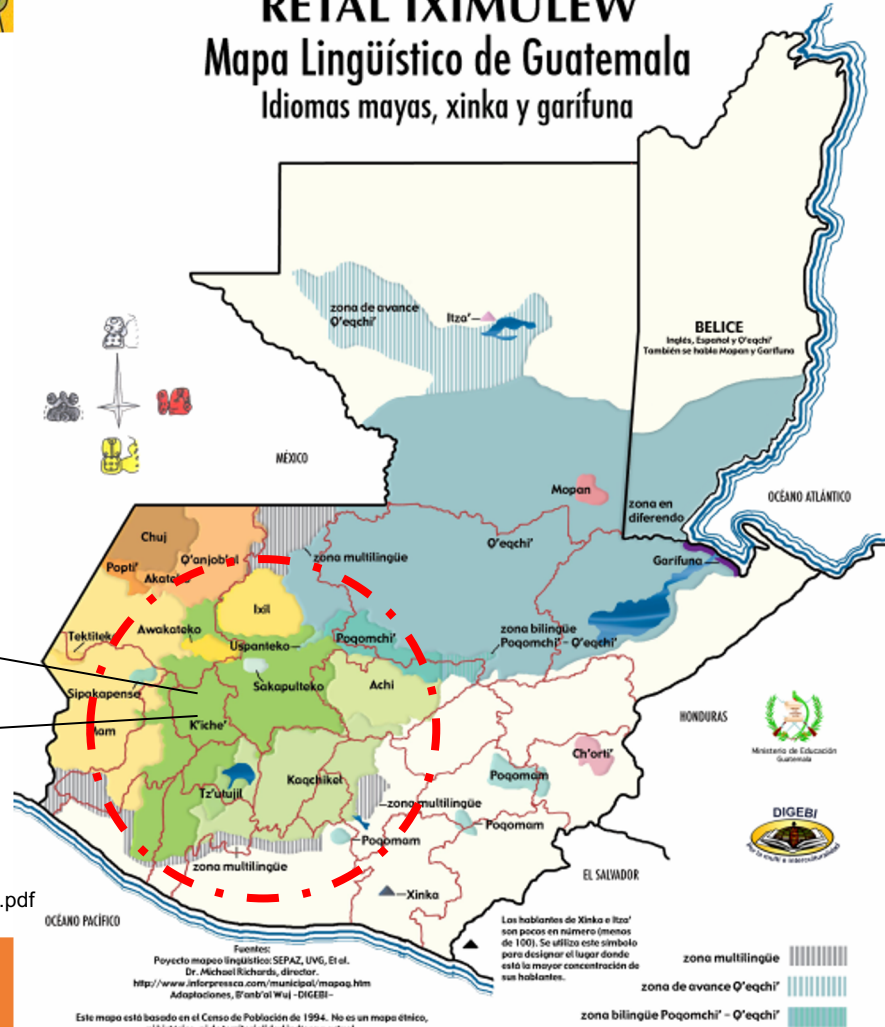 RETAL IXIMULEW
Mapa Lingüístico de Guatemala
Idiomas mayas, xinka y garífuna
zona de avance
Q'eqchi'
Itza'
BELICE
Inglés, Español y Q'eqchi'
También se habla Mopan y Garífuna
MÉXICO
Mopan
zona en
diferendo
OCÉANO ATLÁNTICO
Chuj
Q'anjob'al
Popti'
Akateko
zona multilingüe
Q'eqchi'
Garífuna
Ixil
Awakateko
Tektiteko
Uspanteko
Poqomchi'
zona bilingüe
Poqomchi' - Q'eqchi'
Sipakapense
Sakapulteko
Achi
Mam
K'iche'
HONDURAS
Ministerio de Educación
Guatemala
Ch'orti'
Poqomam
Kaqchikel
Tz'utujil
zona multilingüe
Poqomam
Poqomam
DIGEBI
Por la multi e interculturalidad
zona multilingüe
EL SALVADOR
Xinka
.pdf
OCÉANO PACÍFICO
Los hablantes de Xinka e Itza'
son pocos en número (menos
de 100). Se utiliza este símbolo
para designar el lugar donde
está la mayor concentración de
sus hablantes.
Fuentes:
Poyecto mapeo lingüístico: SEPAZ, UVG, Et al.
Dr. Michael Richards, director.
http://www.inforpressca.com/municipal/mapaq.htm
Adaptaciones, B'anb'al Wuj -DIGEBI-
zona multilingüe
zona de avance Q'eqchi'
zona bilingüe Poqomchi' - Q'eqchi'
Este mapa está basado en el Censo de Población de 1994. No es un mapa étnico,